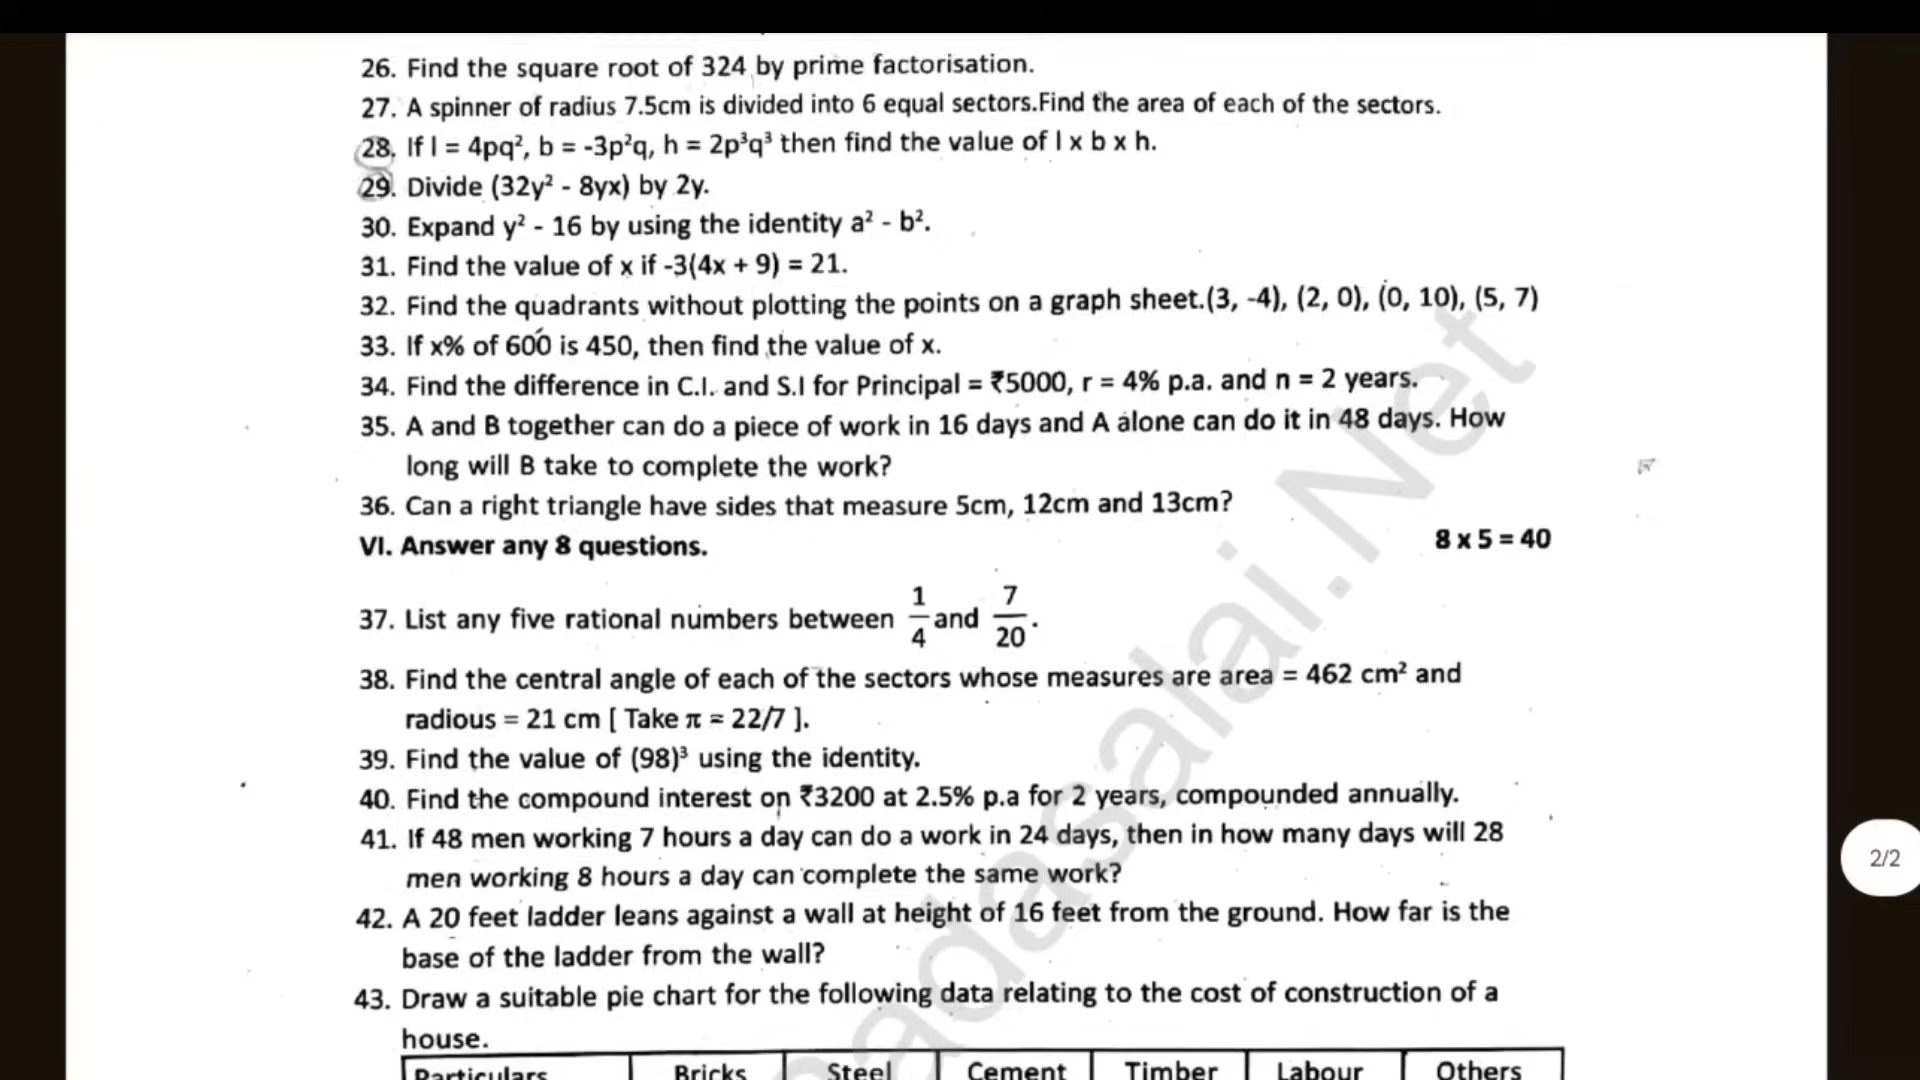 26. Find the square root of 324 by prime factorisation.
27. A spinner of radius 7.5cm is divided into 6 equal sectors.Find the area of each of the sectors.
28. If l = 4pq², b = -3p²q, h = 2p³q³ then find the value of l x b x h.
29. Divide (32y² - 8yx) by 2y.
30. Expand y² - 16 by using the identity a² - b².
31. Find the value of x if -3(4x + 9) = 21.
32. Find the quadrants without plotting the points on a graph sheet.(3, -4), (2, 0), (0, 10), (5, 7)
33. If x% of 600 is 450, then find the value of x.
34. Find the difference in C.I. and S.I for Principal = ₹5000, r = 4% p.a. and n = 2 years.
35. A and B together can do a piece of work in 16 days and A alone can do it in 48 days. How
long will B take to complete the work?
36. Can a right triangle have sides that measure 5cm, 12cm and 13cm?
VI. Answer any 8 questions. 8 x 5 = 40
37. List any five rational numbers between 1/4 and 7/20.
38. Find the central angle of each of the sectors whose measures are area = 462 cm² and
radious = 21 cm [ Take π = 22/7 ].
39. Find the value of (98)³ using the identity.
40. Find the compound interest on ₹3200 at 2.5% p.a for 2 years, compounded annually.
41. If 48 men working 7 hours a day can do a work in 24 days, then in how many days will 28
men working 8 hours a day can complete the same work?
42. A 20 feet ladder leans against a wall at height of 16 feet from the ground. How far is the
base of the ladder from the wall?
43. Draw a suitable pie chart for the following data relating to the cost of construction of a
house.
Particulars Bricks Steel Cement Timber Labour Others
adasalai.Net
2/2